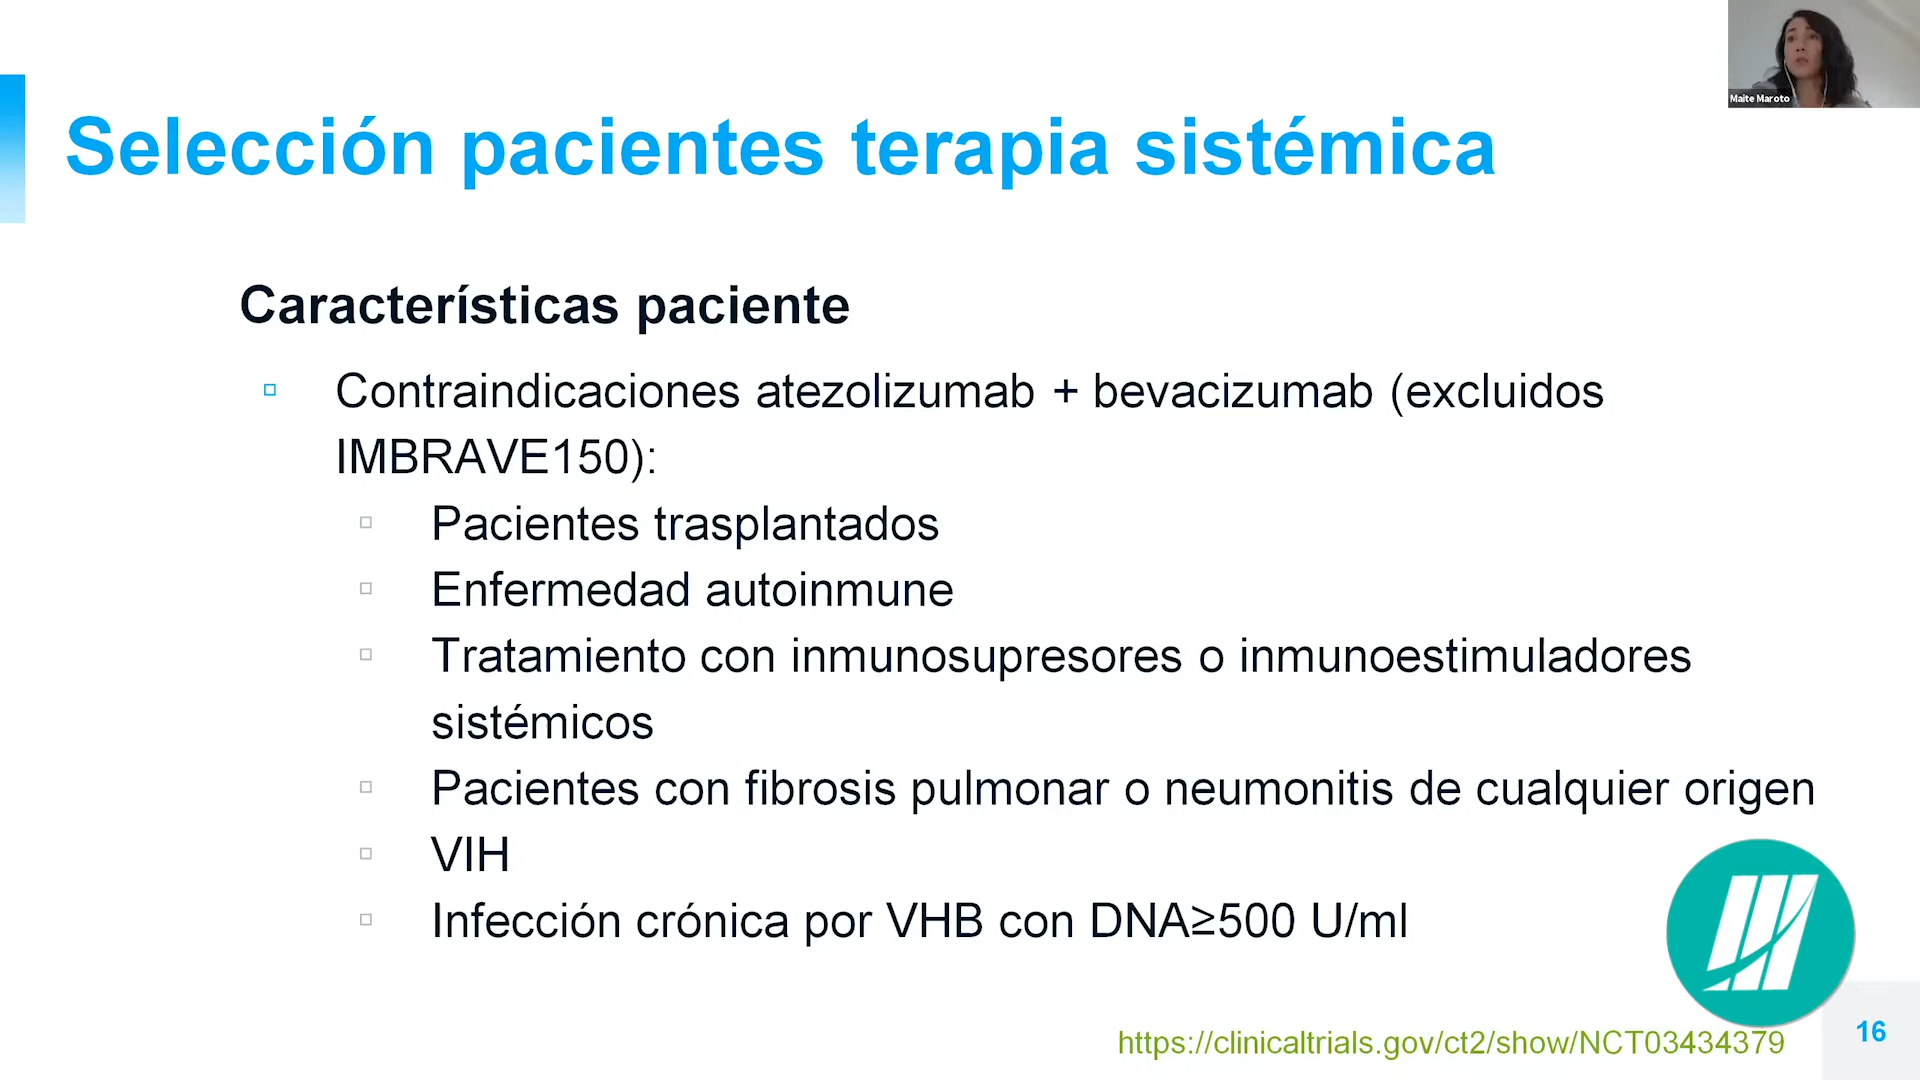 Maite Maroto
Selección pacientes terapia sistémica
Características paciente
Contraindicaciones atezolizumab + bevacizumab (excluidos
IMBRAVE150):
Pacientes trasplantados
Enfermedad autoinmune
Tratamiento con inmunosupresores o inmunoestimuladores
sistémicos
Pacientes con fibrosis pulmonar o neumonitis de cualquier origen
VIH
Infección crónica por VHB con DNA≥500 U/ml
https://clinicaltrials.gov/ct2/show/NCT03434379
16